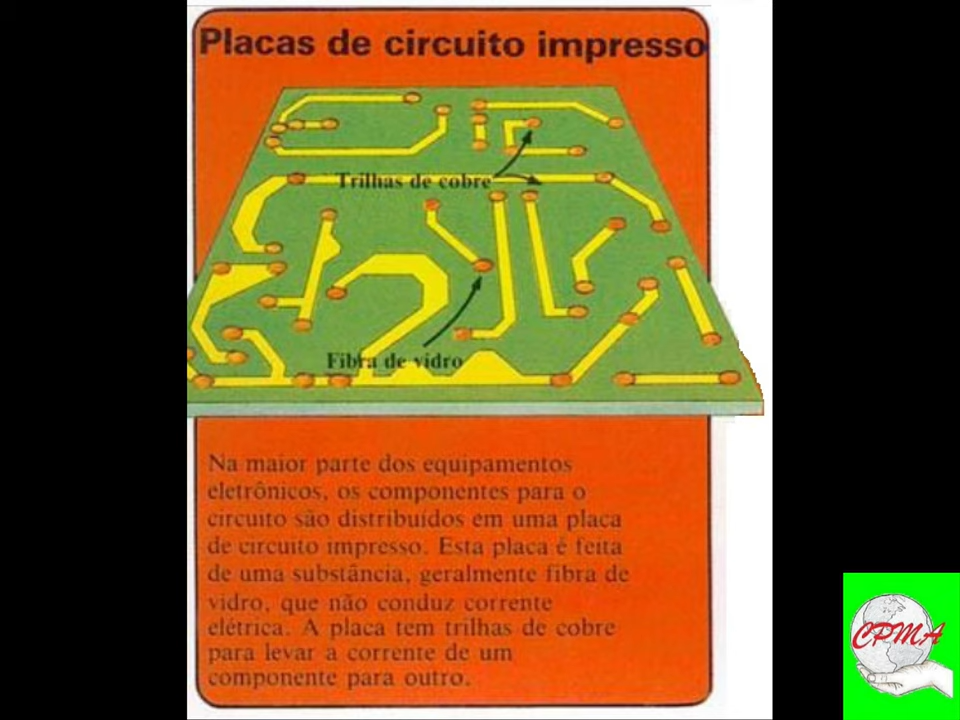 Placas de circuito impresso
Trilhas de cobre
Fibra de vidro
Na maior parte dos equipamentos
eletrônicos, os componentes para o
circuito são distribuídos em uma placa
de circuito impresso. Esta placa é feita
de uma substância, geralmente fibra de
vidro, que não conduz corrente
elétrica. A placa tem trilhas de cobre
para levar a corrente de um
componente para outro.
CPMA